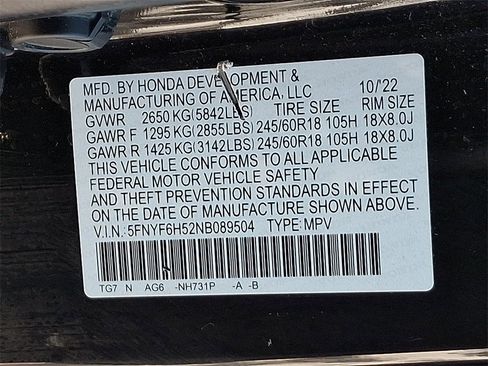 MFD. BY HONDA DEVELOPMENT &
MANUFACTURING OF AMERICA, LLC 10/'22
GVWR 2650 KG(5842LBS) TIRE SIZE RIM SIZE
GAWR F 1295 KG(2855LBS) 245/60R18 105H 18X8.0J
GAWR R 1425 KG(3142LBS) 245/60R18 105H 18X8.0J
THIS VEHICLE CONFORMS TO ALL APPLICABLE
FEDERAL MOTOR VEHICLE SAFETY
AND THEFT PREVENTION STANDARDS IN EFFECT
ON THE DATE OF MANUFACTURE SHOWN ABOVE.
V.I.N.: 5FNYF6H52NB089504 TYPE: MPV
TG7 N AG6 -NH731P -A -B